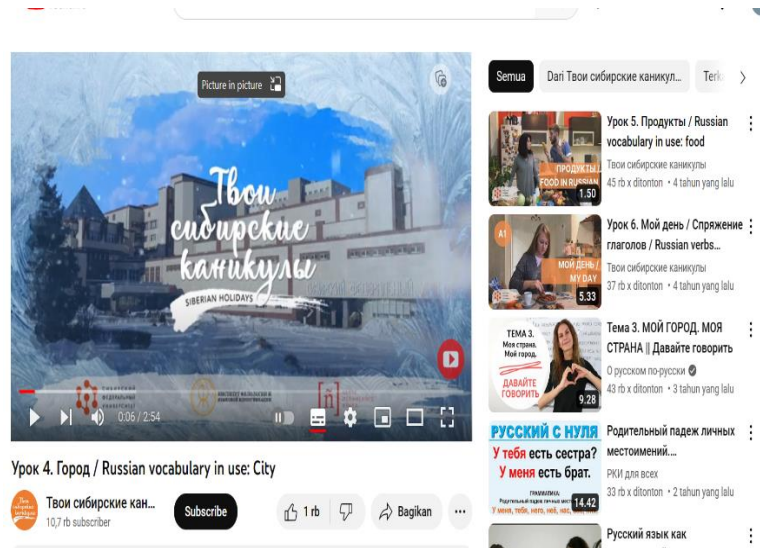 Picture in picture
Твои
сибирские
каникулы
SIBERIAN HOLIDAYS
СИБИРСКИЙ
ФЕДЕРАЛЬНЫЙ
УНИВЕРСИТЕТ
0:06 / 2:54
Урок 4. Город / Russian vocabulary in use: City
Твои сибирские кан...
10,7 rb subscriber
Subscribe
1 rb
Bagikan
Semua
Dari Твои сибирские каникул...
Terk
ПРОДУКТЫ /
FOOD IN RUSSIAN
1.50
Урок 5. Продукты / Russian
vocabulary in use: food
Твои сибирские каникулы
45 rb x ditonton • 4 tahun yang lalu
A1
МОЙ ДЕНЬ /
MY DAY
5.33
Урок 6. Мой день / Спряжение
глаголов / Russian verbs...
Твои сибирские каникулы
37 rb x ditonton • 4 tahun yang lalu
ТЕМА 3.
Моя страна.
Мой город.
ДАВАЙТЕ
ГОВОРИТЬ
9.28
Тема 3. МОЙ ГОРОД. МОЯ
СТРАНА || Давайте говорить
О русском по-русски
43 rb x ditonton • 3 tahun yang lalu
РУССКИЙ С НУЛЯ
У тебя есть сестра?
У меня есть брат.
ГРАММАТИКА.
14.42
Родительный падеж личных
местоимений....
РКИ для всех
33 rb x ditonton • 2 tahun yang lalu
Русский язык как